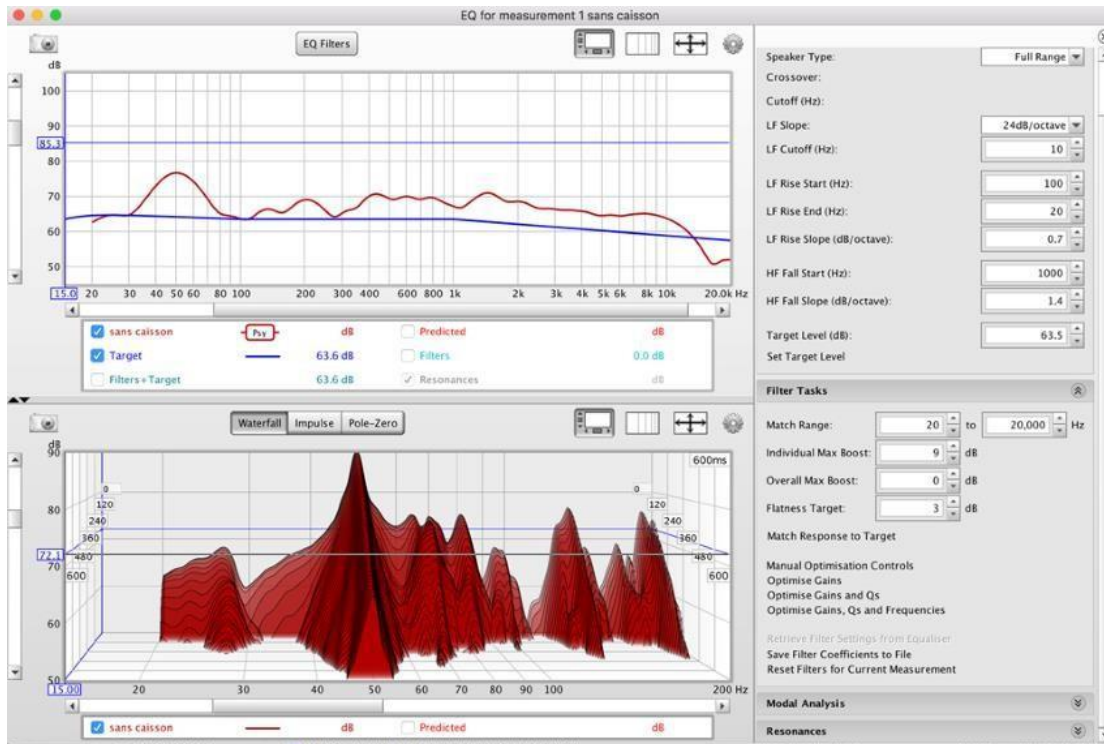 EQ for measurement 1 sans caisson
EQ Filters
dB
100
90
85.3
80
70
60
50
15.0 20 30 40 50 60 80 100 200 300 400 600 800 1k 2k 3k 4k 5k 6k 8k 10k 20.0k Hz
sans caisson Psy dB Predicted dB
Target 63.6 dB Filters 0.0 dB
Filters+Target 63.6 dB Resonances dB
Waterfall Impulse Pole-Zero
dB
90
600ms
0 0
120 120
80
240 240
360 360
72.1 480 480
70
600 600
60
50
15.00 20 30 40 50 60 70 80 90 100 200 Hz
sans caisson dB Predicted dB
Speaker Type: Full Range
Crossover:
Cutoff (Hz):
LF Slope: 24dB/octave
LF Cutoff (Hz): 10
LF Rise Start (Hz): 100
LF Rise End (Hz): 20
LF Rise Slope (dB/octave): 0.7
HF Fall Start (Hz): 1000
HF Fall Slope (dB/octave): 1.4
Target Level (dB): 63.5
Set Target Level
Filter Tasks
Match Range: 20 to 20,000 Hz
Individual Max Boost: 9 dB
Overall Max Boost: 0 dB
Flatness Target: 3 dB
Match Response to Target
Manual Optimisation Controls
Optimise Gains
Optimise Gains and Qs
Optimise Gains, Qs and Frequencies
Retrieve Filter Settings from Equaliser
Save Filter Coefficients to File
Reset Filters for Current Measurement
Modal Analysis
Resonances